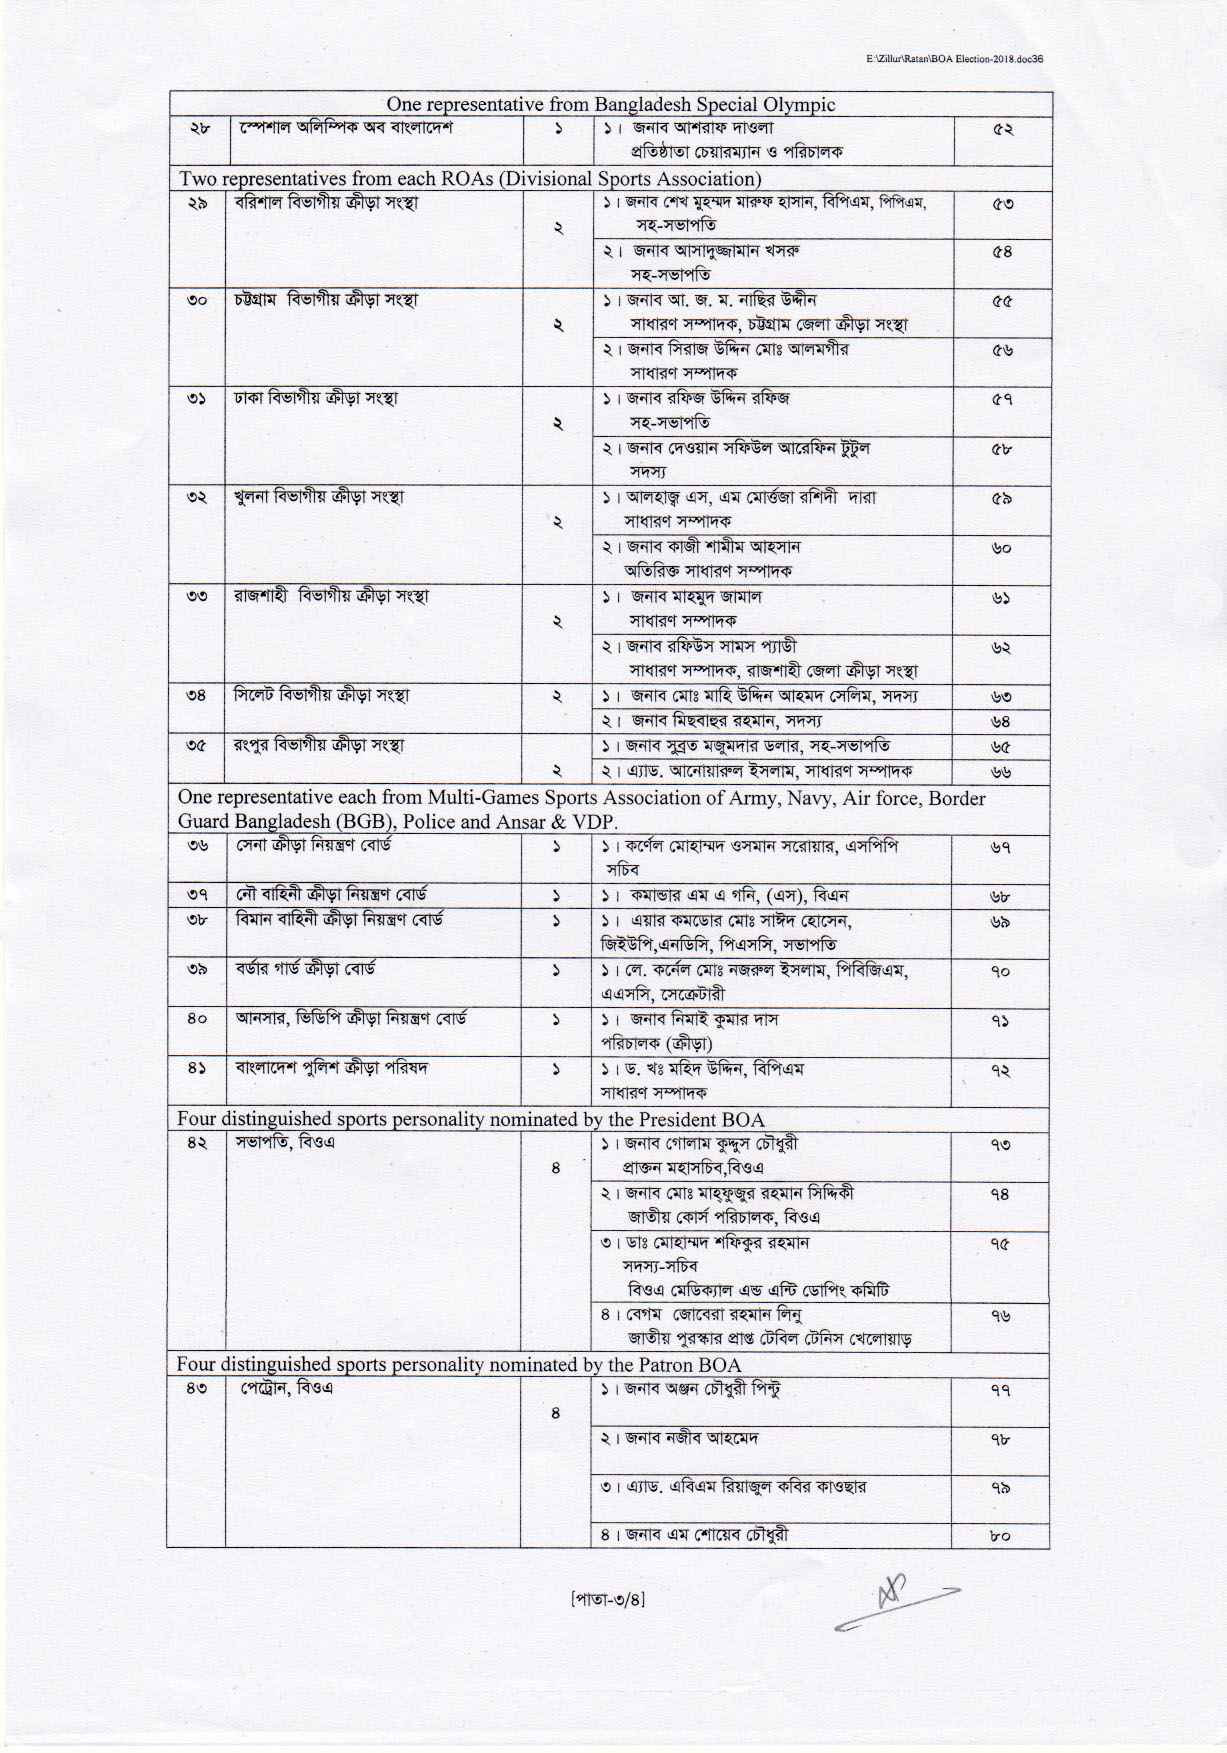 E:\Zillur\Ratan\BOA Election-2018.doc36
One representative from Bangladesh Special Olympic
২৮ স্পেশাল অলিম্পিক অব বাংলাদেশ ১ ১। জনাব আশরাফ দাওলা ৫২
প্রতিষ্ঠাতা চেয়ারম্যান ও পরিচালক
Two representatives from each ROAs (Divisional Sports Association)
২৯ বরিশাল বিভাগীয় ক্রীড়া সংস্থা ২ ১। জনাব শেখ মুহম্মদ মারুফ হাসান, বিপিএম, পিপিএম, ৫৩
সহ-সভাপতি
২। জনাব আসাদুজ্জামান খসরু ৫৪
সহ-সভাপতি
৩০ চট্টগ্রাম বিভাগীয় ক্রীড়া সংস্থা ২ ১। জনাব আ. জ. ম. নাছির উদ্দীন ৫৫
সাধারণ সম্পাদক, চট্টগ্রাম জেলা ক্রীড়া সংস্থা
২। জনাব সিরাজ উদ্দিন মোঃ আলমগীর ৫৬
সাধারণ সম্পাদক
৩১ ঢাকা বিভাগীয় ক্রীড়া সংস্থা ২ ১। জনাব রফিজ উদ্দিন রফিজ ৫৭
সহ-সভাপতি
২। জনাব দেওয়ান সফিউল আরেফিন টুটুল ৫৮
সদস্য
৩২ খুলনা বিভাগীয় ক্রীড়া সংস্থা ২ ১। আলহাজ্ব এস, এম মোর্ত্তজা রশিদী দারা ৫৯
সাধারণ সম্পাদক
২। জনাব কাজী শামীম আহসান ৬০
অতিরিক্ত সাধারণ সম্পাদক
৩৩ রাজশাহী বিভাগীয় ক্রীড়া সংস্থা ২ ১। জনাব মাহমুদ জামাল ৬১
সাধারণ সম্পাদক
২। জনাব রফিউস সামস প্যাডী ৬২
সাধারণ সম্পাদক, রাজশাহী জেলা ক্রীড়া সংস্থা
৩৪ সিলেট বিভাগীয় ক্রীড়া সংস্থা ২ ১। জনাব মোঃ মাহি উদ্দিন আহমদ সেলিম, সদস্য ৬৩
২। জনাব মিছবাহুর রহমান, সদস্য ৬৪
৩৫ রংপুর বিভাগীয় ক্রীড়া সংস্থা ২ ১। জনাব সুব্রত মজুমদার ডলার, সহ-সভাপতি ৬৫
২। এ্যাড. আনোয়ারুল ইসলাম, সাধারণ সম্পাদক ৬৬
One representative each from Multi-Games Sports Association of Army, Navy, Air force, Border
Guard Bangladesh (BGB), Police and Ansar & VDP.
৩৬ সেনা ক্রীড়া নিয়ন্ত্রণ বোর্ড ১ ১। কর্ণেল মোহাম্মদ ওসমান সরোয়ার, এসপিপি ৬৭
সচিব
৩৭ নৌ বাহিনী ক্রীড়া নিয়ন্ত্রণ বোর্ড ১ ১। কমান্ডার এম এ গনি, (এস), বিএন ৬৮
৩৮ বিমান বাহিনী ক্রীড়া নিয়ন্ত্রণ বোর্ড ১ ১। এয়ার কমডোর মোঃ সাঈদ হোসেন, ৬৯
জিইউপি,এনডিসি, পিএসসি, সভাপতি
৩৯ বর্ডার গার্ড ক্রীড়া বোর্ড ১ ১। লে. কর্নেল মোঃ নজরুল ইসলাম, পিবিজিএম, ৭০
এএসসি, সেক্রেটারী
৪০ আনসার, ভিডিপি ক্রীড়া নিয়ন্ত্রণ বোর্ড ১ ১। জনাব নিমাই কুমার দাস ৭১
পরিচালক (ক্রীড়া)
৪১ বাংলাদেশ পুলিশ ক্রীড়া পরিষদ ১ ১। ড. খঃ মহিদ উদ্দিন, বিপিএম ৭২
সাধারণ সম্পাদক
Four distinguished sports personality nominated by the President BOA
৪২ সভাপতি, বিওএ ৪ ১। জনাব গোলাম কুদ্দুস চৌধুরী ৭৩
প্রাক্তন মহাসচিব,বিওএ
২। জনাব মোঃ মাহ্ফুজুর রহমান সিদ্দিকী ৭৪
জাতীয় কোর্স পরিচালক, বিওএ
৩। ডাঃ মোহাম্মদ শফিকুর রহমান ৭৫
সদস্য-সচিব
বিওএ মেডিক্যাল এন্ড এন্টি ডোপিং কমিটি
৪। বেগম জোবেরা রহমান লিনু ৭৬
জাতীয় পুরস্কার প্রাপ্ত টেবিল টেনিস খেলোয়াড়
Four distinguished sports personality nominated by the Patron BOA
৪৩ পেট্রোন, বিওএ ৪ ১। জনাব অঞ্জন চৌধুরী পিন্টু ৭৭
২। জনাব নজীব আহমেদ ৭৮
৩। এ্যাড. এবিএম রিয়াজুল কবির কাওছার ৭৯
৪। জনাব এম শোয়েব চৌধুরী ৮০
[পাতা-৩/৪]